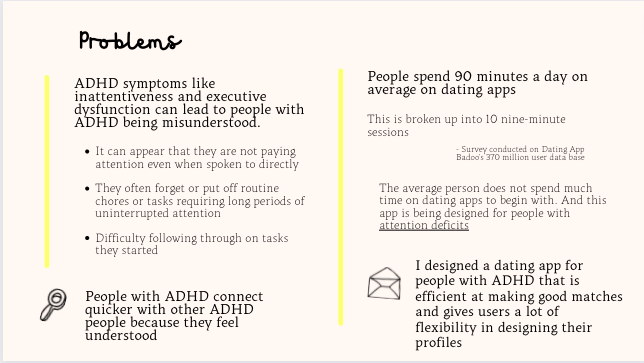 Problems
ADHD symptoms like
inattentiveness and executive
dysfunction can lead to people with
ADHD being misunderstood.
It can appear that they are not paying
attention even when spoken to directly
They often forget or put off routine
chores or tasks requiring long periods of
uninterrupted attention
Difficulty following through on tasks
they started
People with ADHD connect
quicker with other ADHD
people because they feel
understood
People spend 90 minutes a day on
average on dating apps
This is broken up into 10 nine-minute
sessions
- Survey conducted on Dating App
Badoo's 370 million user data base
The average person does not spend much
time on dating apps to begin with. And this
app is being designed for people with
attention deficits
I designed a dating app for
people with ADHD that is
efficient at making good matches
and gives users a lot of
flexibility in designing their
profiles